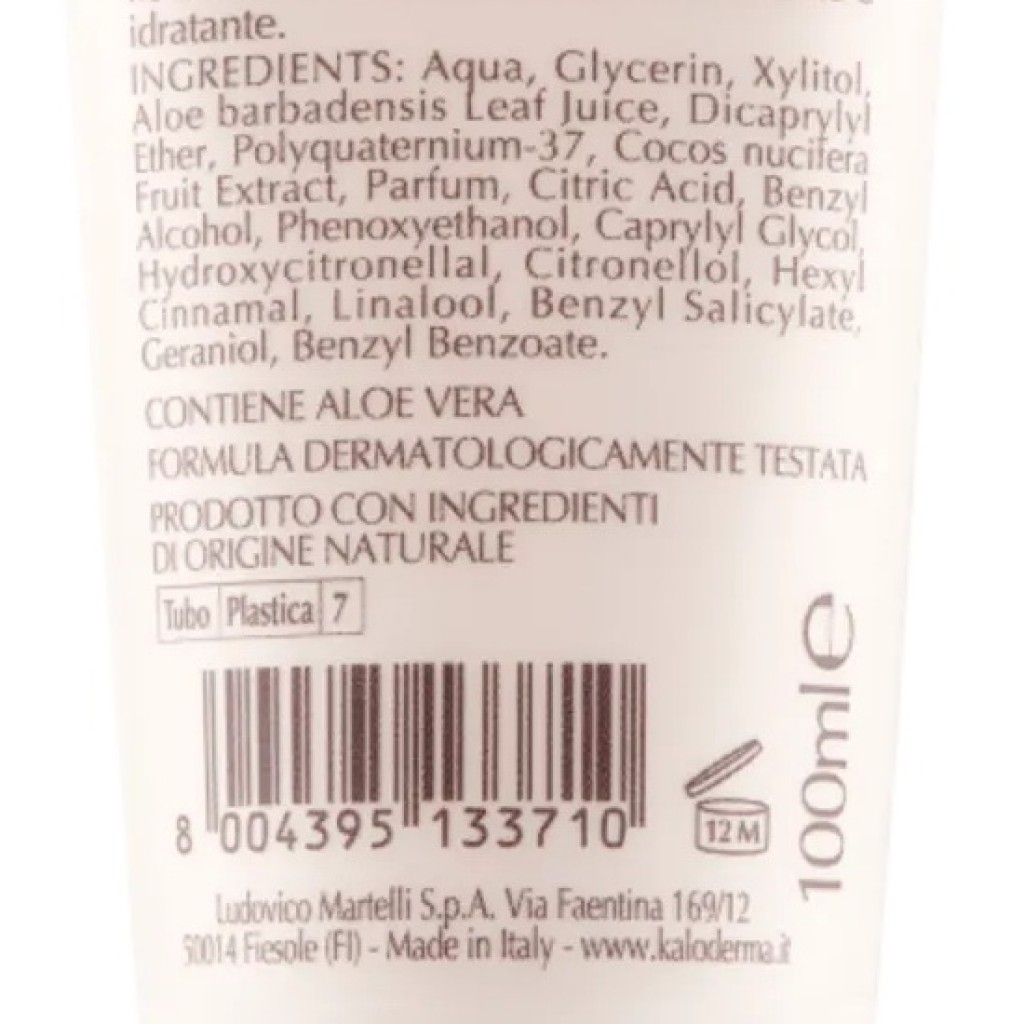 idratante.
INGREDIENTS: Aqua, Glycerin, Xylitol,
Aloe barbadensis Leaf Juice, Dicaprylyl
Ether, Polyquaternium-37, Cocos nucifera
Fruit Extract, Parfum, Citric Acid, Benzyl
Alcohol, Phenoxyethanol, Caprylyl Glycol,
Hydroxycitronellal, Citronellol, Hexyl
Cinnamal, Linalool, Benzyl Salicylate,
Geraniol, Benzyl Benzoate.
CONTIENE ALOE VERA
FORMULA DERMATOLOGICAMENTE TESTATA
PRODOTTO CON INGREDIENTI
DI ORIGINE NATURALE
Tubo Plastica 7
8 004395 133710
12 M
100ml e
Ludovico Martelli S.p.A. Via Faentina 169/12
50014 Fiesole (FI) - Made in Italy - www.kaloderma.it